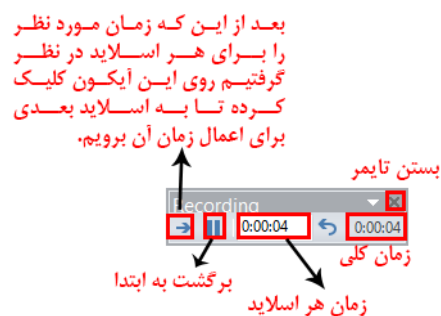 بعد از این که زمان مورد نظر
را برای هر اسلاید در نظر
گرفتیم روی این آیکون کلیک
کرده تا به اسلاید بعدی
برای اعمال زمان آن برویم.
بستن تایمر
Recording
0:00:04
0:00:04
زمان کلی
برگشت به ابتدا
زمان هر اسلاید